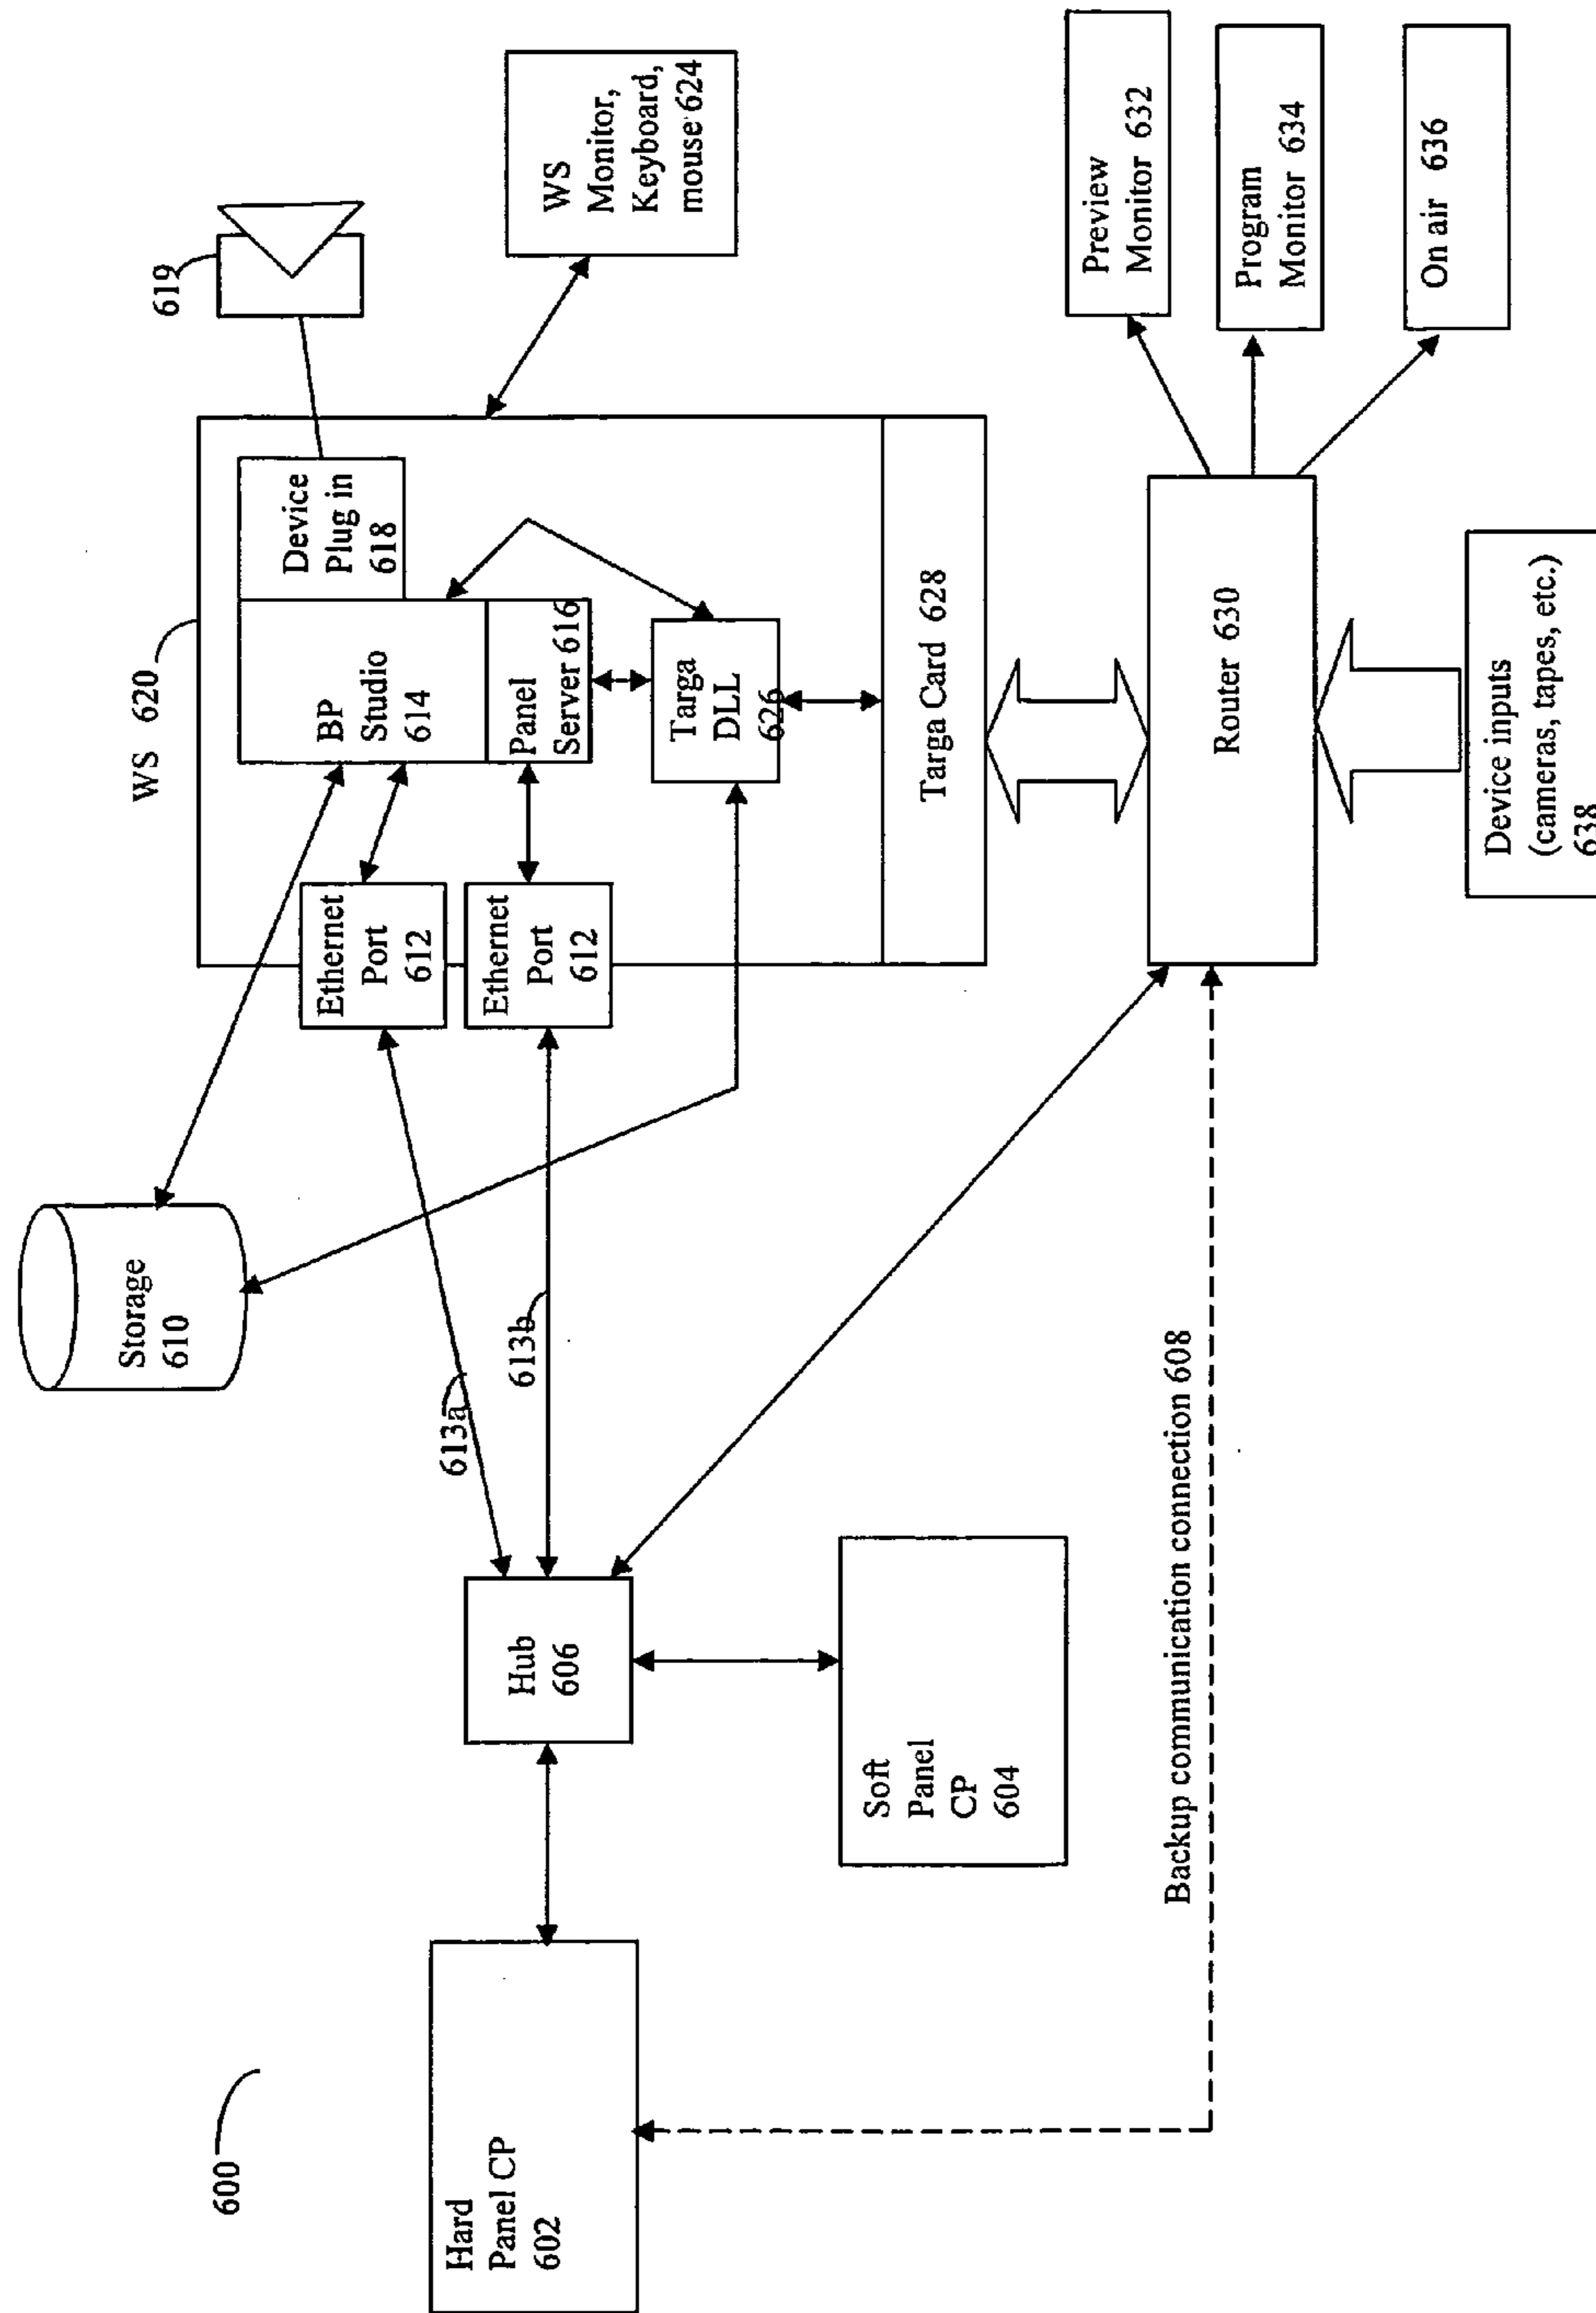 600
Hard
Panel CP
602
Hub
606
Soft
Panel
CP
604
Backup communication connection 608
Storage
610
613a
613b
WS 620
Ethernet
Port
612
Ethernet
Port
612
BP
Studio
614
Device
Plug in
618
Panel
Server 616
Targa
DLL
626
Targa Card 628
619
WS
Monitor,
Keyboard,
mouse 624
Router 630
Preview
Monitor 632
Program
Monitor 634
On air 636
Device inputs
(cameras, tapes, etc.)
638